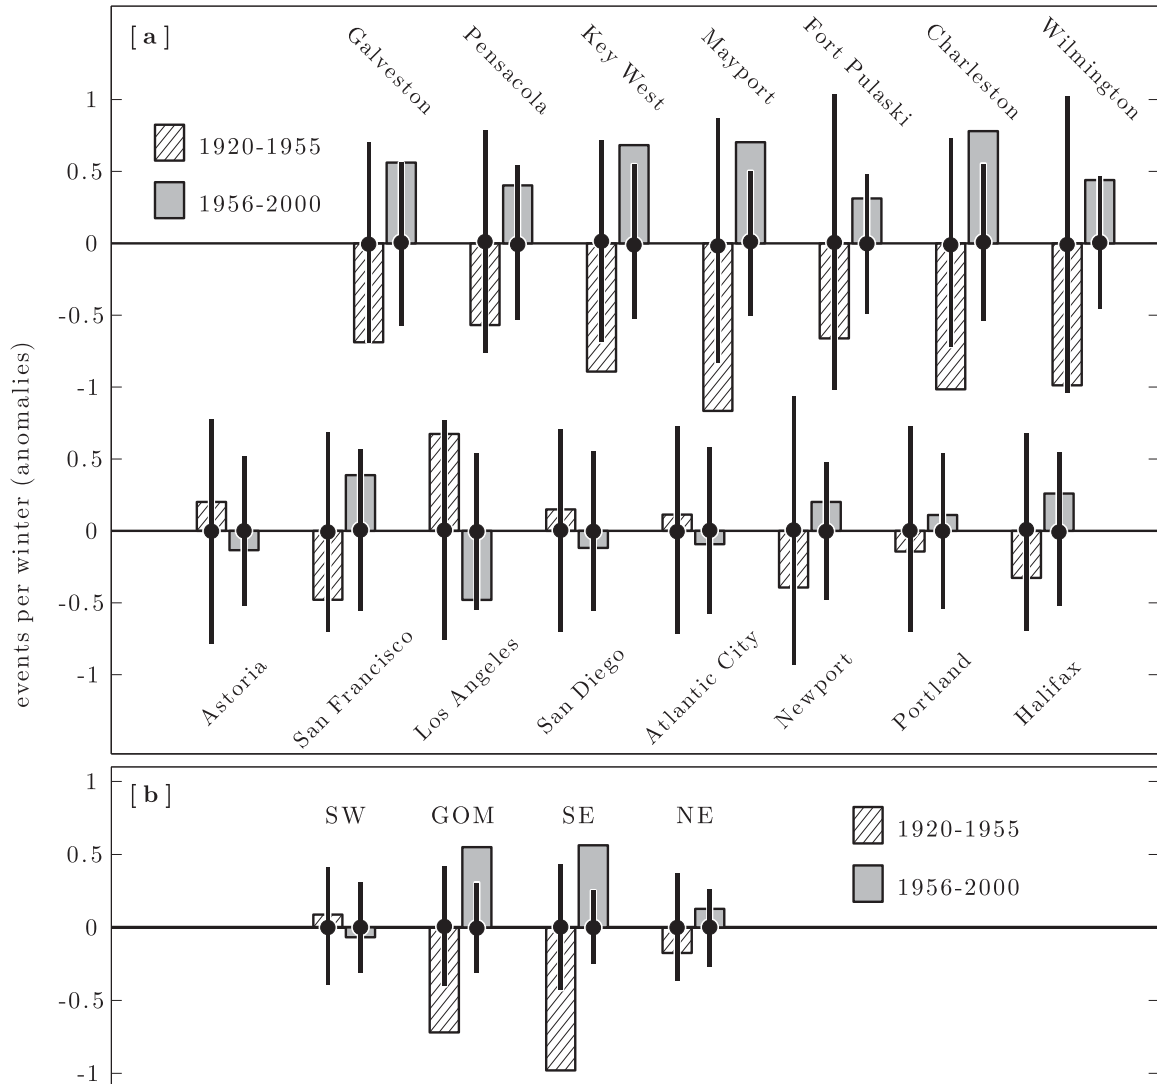 [a]
Galveston
Pensacola
Key West
Mayport
Fort Pulaski
Charleston
Wilmington
1920-1955
1956-2000
1
0.5
0
-0.5
-1
0.5
0
-0.5
-1
events per winter (anomalies)
Astoria
San Francisco
Los Angeles
San Diego
Atlantic City
Newport
Portland
Halifax
[b]
SW GOM SE NE
1920-1955
1956-2000
1
0.5
0
-0.5
-1